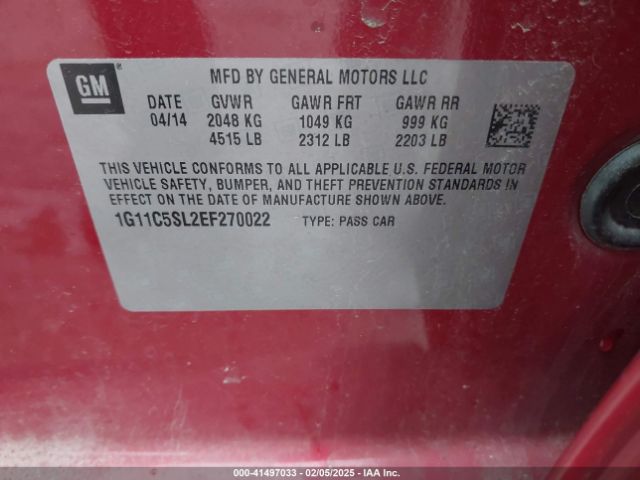 GM
MFD BY GENERAL MOTORS LLC
DATE GVWR GAWR FRT GAWR RR
04/14 2048 KG 1049 KG 999 KG
4515 LB 2312 LB 2203 LB
THIS VEHICLE CONFORMS TO ALL APPLICABLE U.S. FEDERAL MOTOR
VEHICLE SAFETY, BUMPER, AND THEFT PREVENTION STANDARDS IN
EFFECT ON THE DATE OF MANUFACTURE SHOWN ABOVE.
1G11C5SL2EF270022 TYPE: PASS CAR
000-41497033 - 02/05/2025 - IAA Inc.